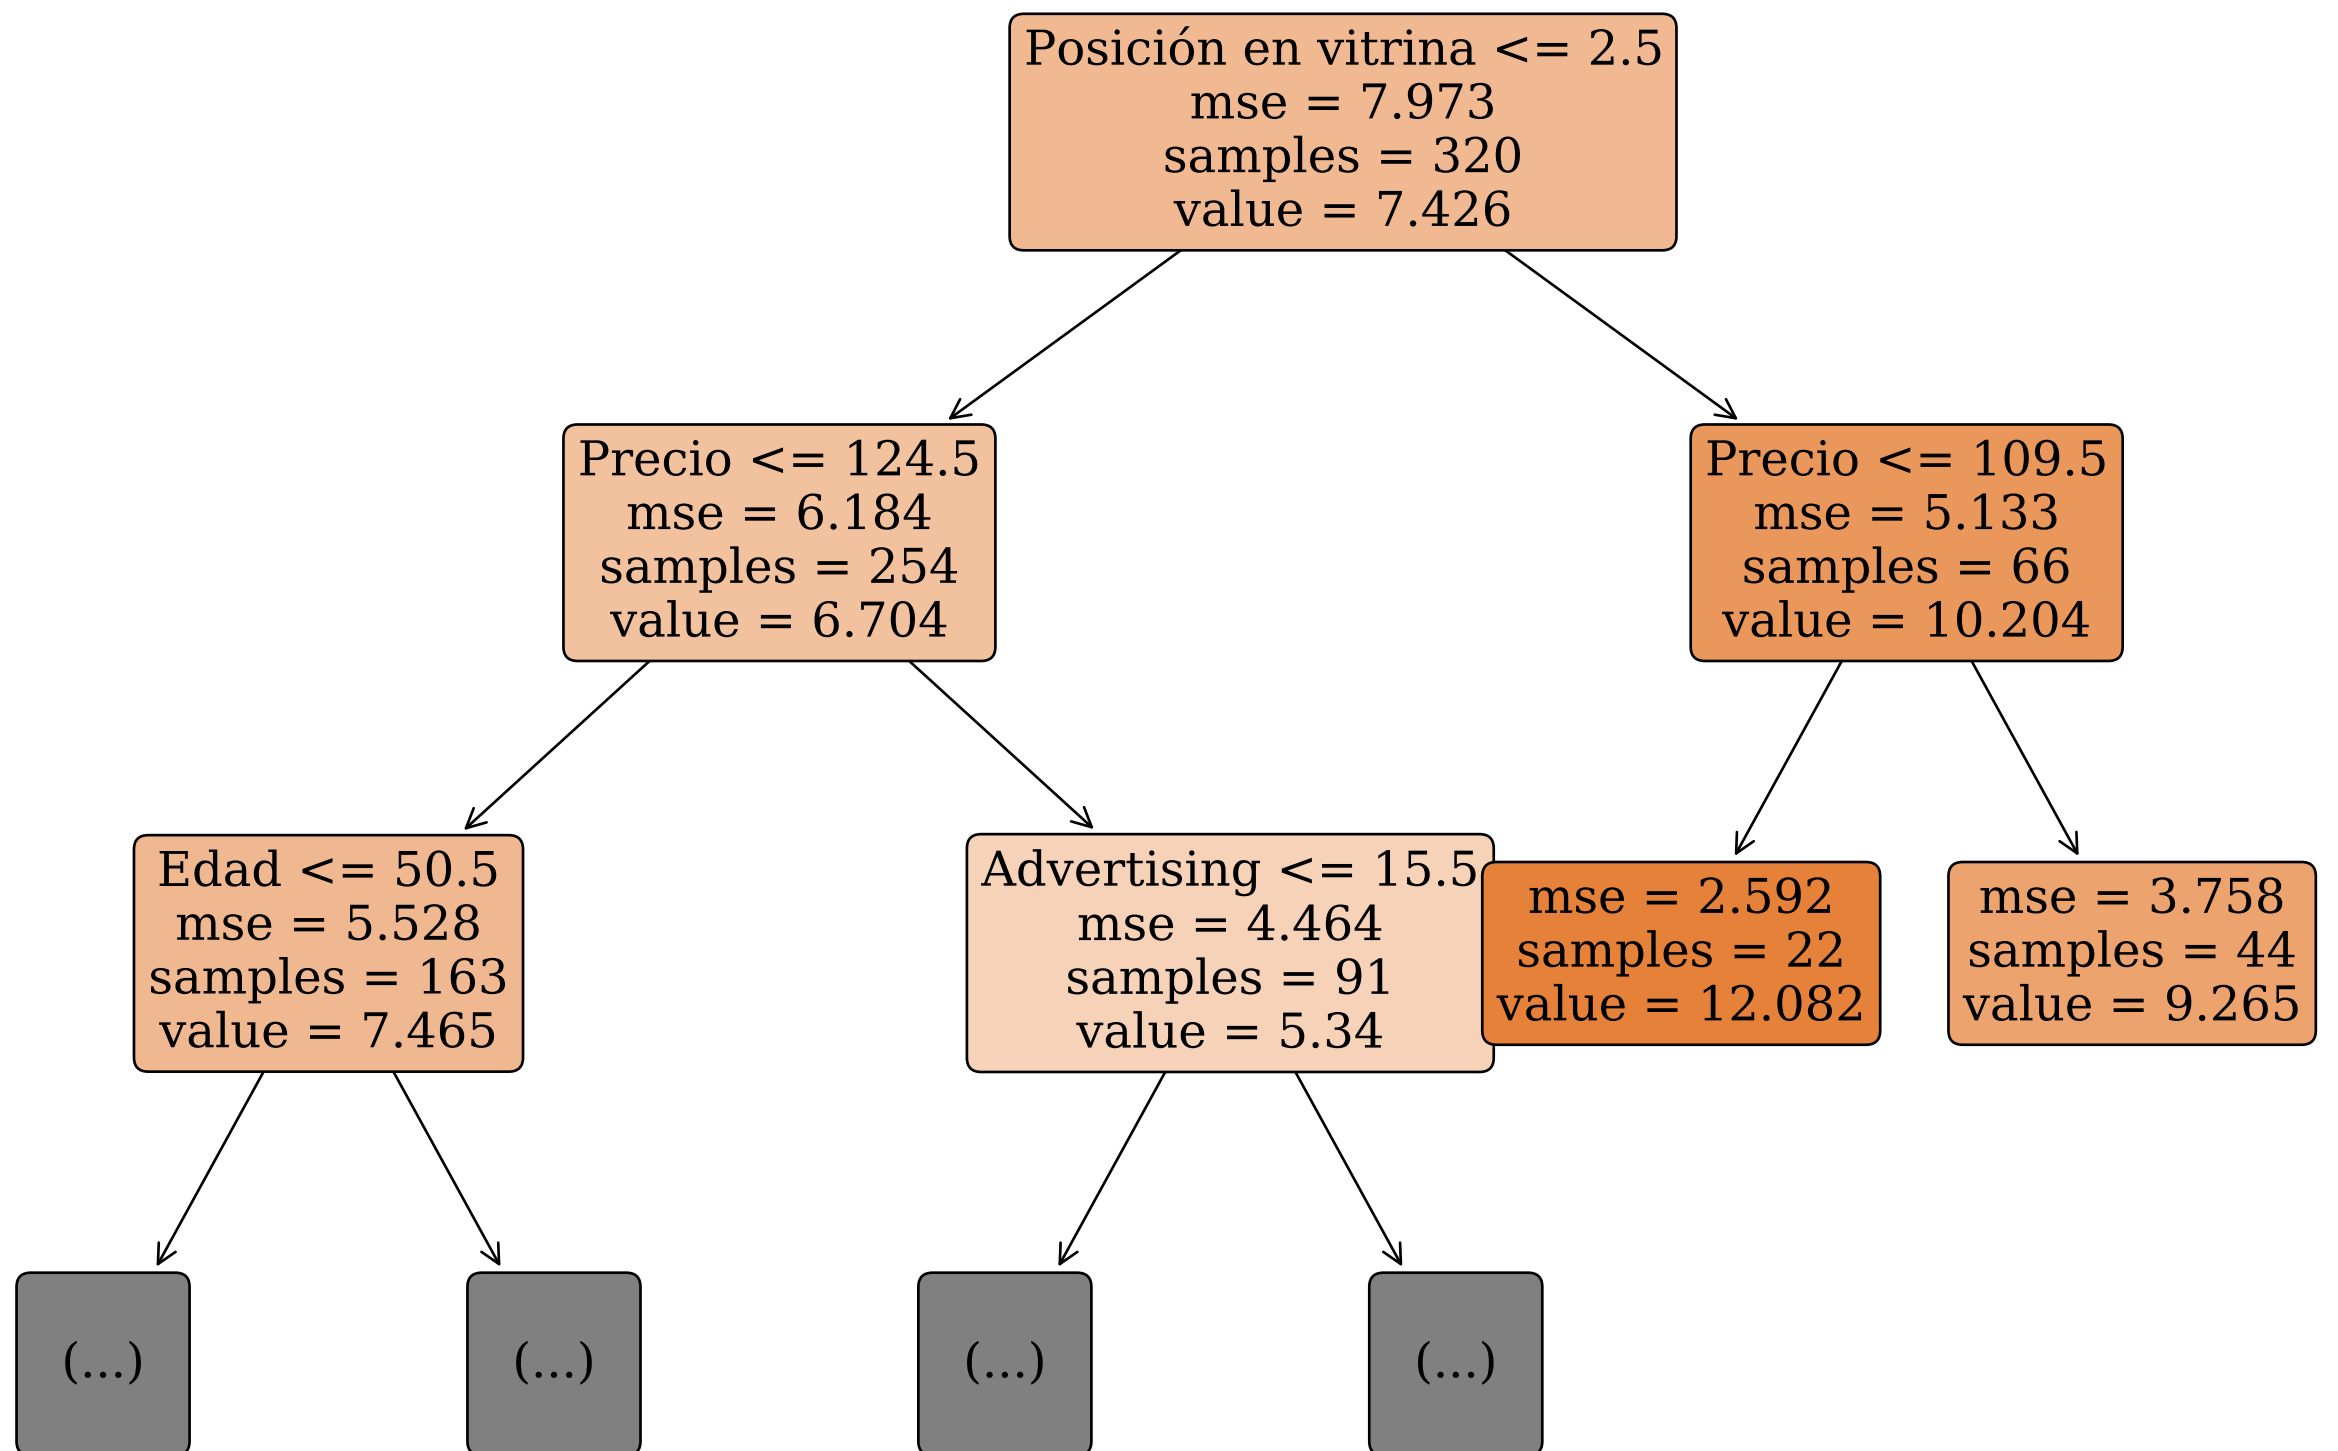 Posición en vitrina <= 2.5
mse = 7.973
samples = 320
value = 7.426
Precio <= 124.5
mse = 6.184
samples = 254
value = 6.704
Precio <= 109.5
mse = 5.133
samples = 66
value = 10.204
Edad <= 50.5
mse = 5.528
samples = 163
value = 7.465
Advertising <= 15.5
mse = 4.464
samples = 91
value = 5.34
mse = 2.592
samples = 22
value = 12.082
mse = 3.758
samples = 44
value = 9.265
(...)
(...)
(...)
(...)